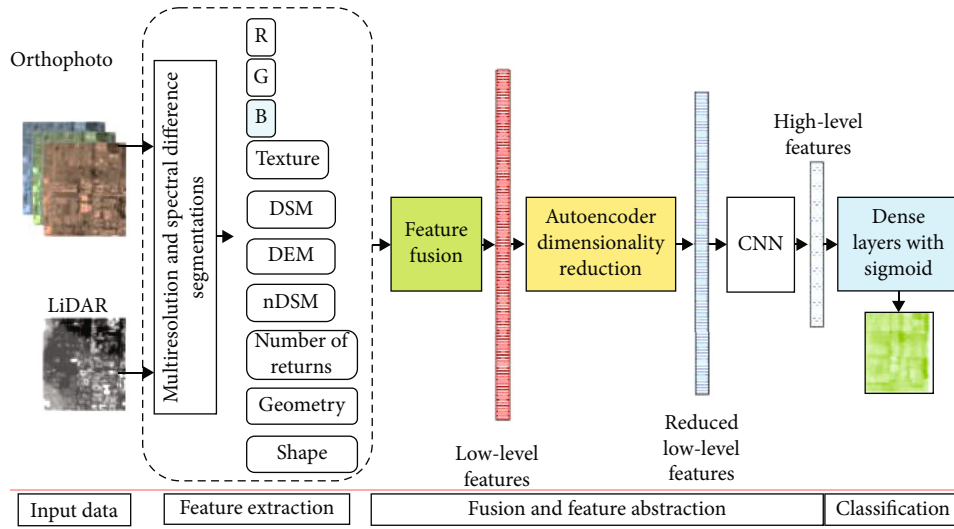 Orthophoto
LiDAR
Multiresolution and spectral difference
segmentations
R
G
B
Texture
DSM
DEM
nDSM
Number of
returns
Geometry
Shape
Feature
fusion
Low-level
features
Autoencoder
dimensionality
reduction
Reduced
low-level
features
CNN
High-level
features
Dense
layers with
sigmoid
Input data
Feature extraction
Fusion and feature abstraction
Classification